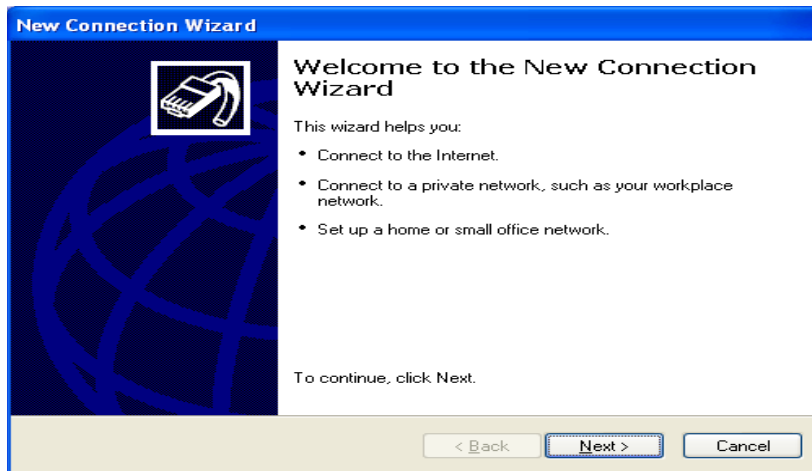 New Connection Wizard
Welcome to the New Connection
Wizard
This wizard helps you:
• Connect to the Internet.
• Connect to a private network, such as your workplace
network.
• Set up a home or small office network.
To continue, click Next.
< Back
Next >
Cancel